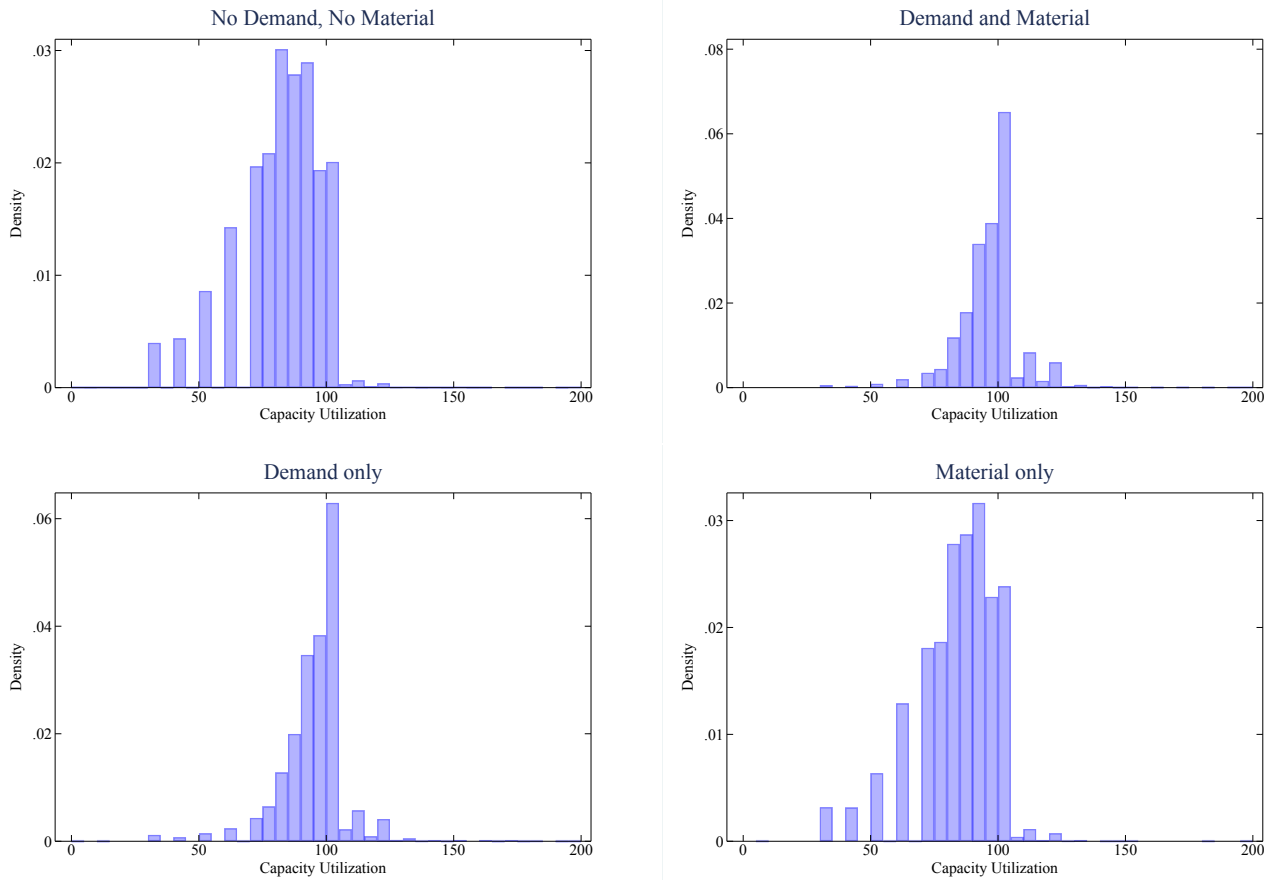 No Demand, No Material
.03
.02
.01
0
Density
0 50 100 150 200
Capacity Utilization
Demand and Material
.08
.06
.04
.02
0
Density
0 50 100 150 200
Capacity Utilization
Demand only
.06
.04
.02
0
Density
0 50 100 150 200
Capacity Utilization
Material only
.03
.02
.01
0
Density
0 50 100 150 200
Capacity Utilization